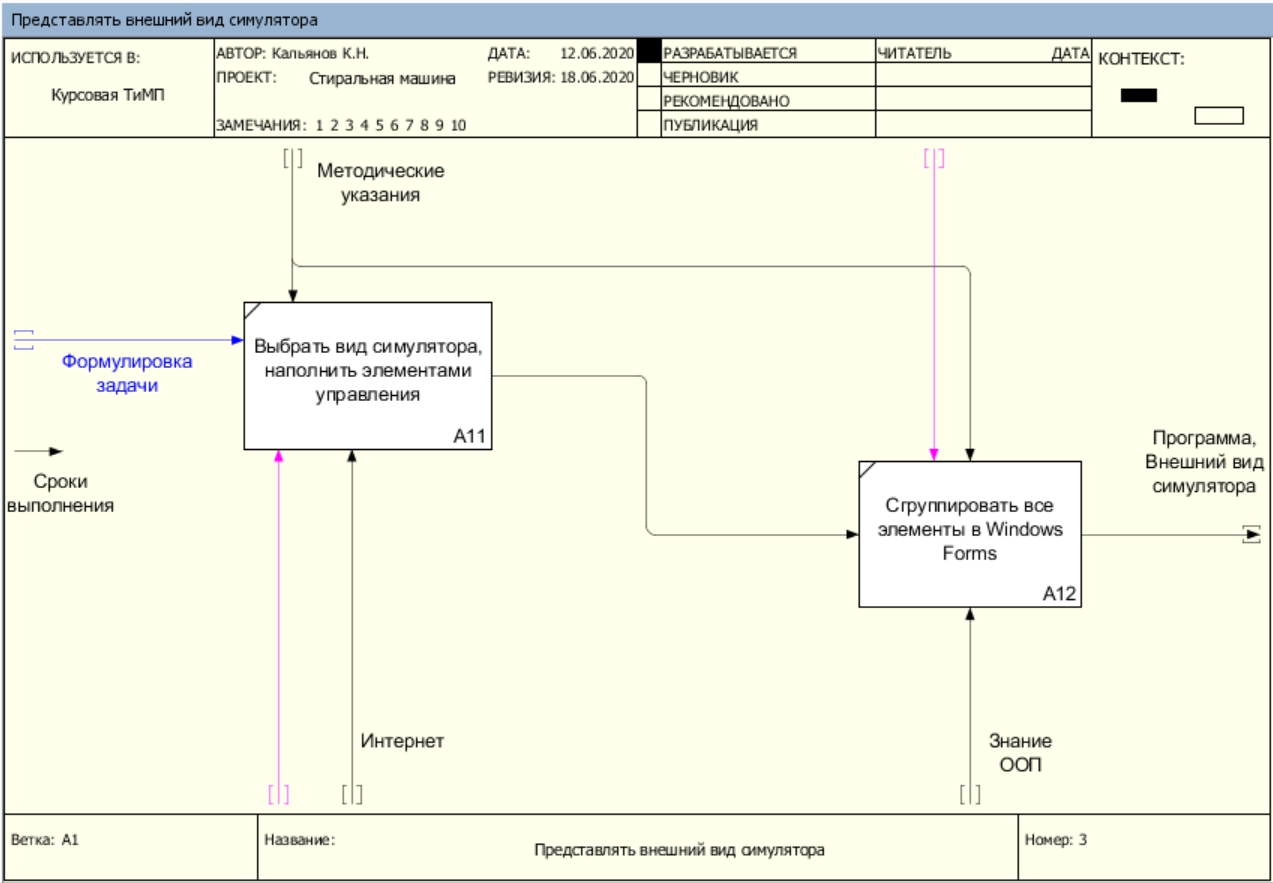 Представлять внешний вид симулятора
ИСПОЛЬЗУЕТСЯ В:
Курсовая ТиМП
АВТОР: Кальянов К.Н.
ДАТА: 12.06.2020
ПРОЕКТ: Стиральная машина
РЕВИЗИЯ: 18.06.2020
ЗАМЕЧАНИЯ: 1 2 3 4 5 6 7 8 9 10
РАЗРАБАТЫВАЕТСЯ
ЧЕРНОВИК
РЕКОМЕНДОВАНО
ПУБЛИКАЦИЯ
ЧИТАТЕЛЬ
ДАТА
КОНТЕКСТ:
Методические
указания
Формулировка
задачи
Выбрать вид симулятора,
наполнить элементами
управления
A11
Сроки
выполнения
Программа,
Внешний вид
симулятора
Сгруппировать все
элементы в Windows
Forms
A12
Интернет
Знание
ООП
Ветка: A1
Название:
Представлять внешний вид симулятора
Номер: 3